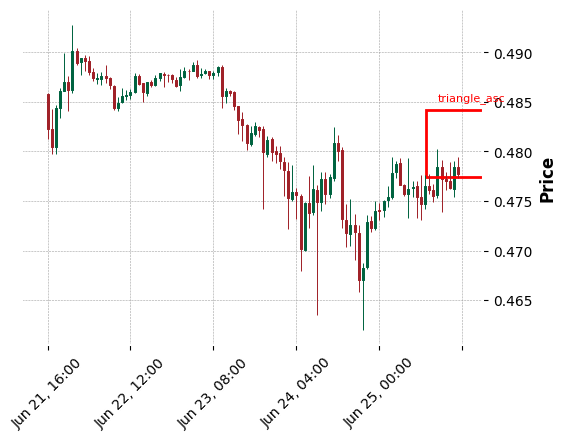 0.490
triangle_asc
0.485
0.480
0.475
0.470
0.465
Price
Jun 21, 16:00
Jun 22, 12:00
Jun 23, 08:00
Jun 24, 04:00
Jun 25, 00:00